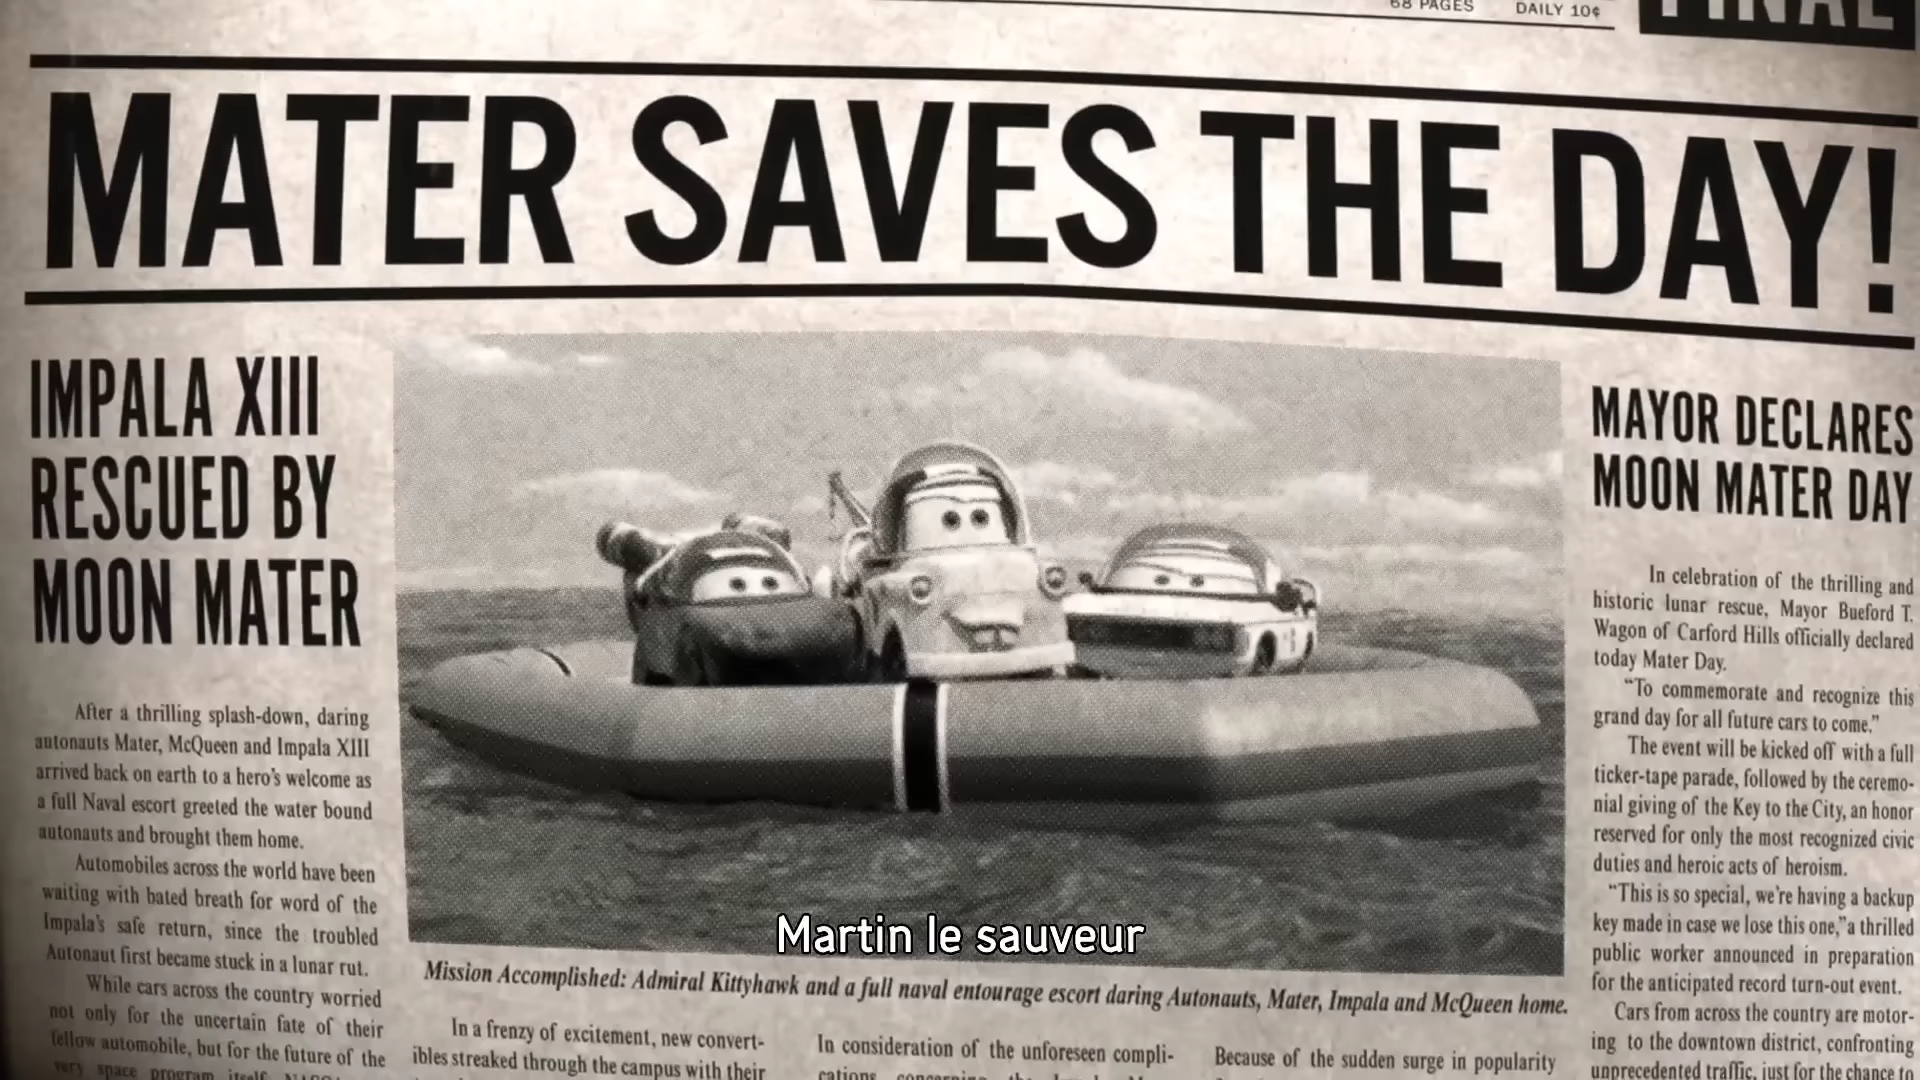 68 PAGES DAILY 10¢
FINAL
MATER SAVES THE DAY!
IMPALA XIII
RESCUED BY
MOON MATER
After a thrilling splash-down, daring
autonauts Mater, McQueen and Impala XIII
arrived back on earth to a hero's welcome as
a full Naval escort greeted the water bound
autonauts and brought them home.
Automobiles across the world have been
waiting with bated breath for word of the
Impala's safe return, since the troubled
Autonaut first became stuck in a lunar rut.
While cars across the country worried
not only for the uncertain fate of their
fellow automobile, but for the future of the
very space program itself,
Martin le sauveur
Mission Accomplished: Admiral Kittyhawk and a full naval entourage escort daring Autonauts, Mater, Impala and McQueen home.
In a frenzy of excitement, new convert-
ibles streaked through the campus with their
In consideration of the unforeseen compli-
cations concerning the
Because of the sudden surge in popularity
MAYOR DECLARES
MOON MATER DAY
In celebration of the thrilling and
historic lunar rescue, Mayor Bueford T.
Wagon of Carford Hills officially declared
today Mater Day.
“To commemorate and recognize this
grand day for all future cars to come.”
The event will be kicked off with a full
ticker-tape parade, followed by the ceremo-
nial giving of the Key to the City, an honor
reserved for only the most recognized civic
duties and heroic acts of heroism.
“This is so special, we're having a backup
key made in case we lose this one,”a thrilled
public worker announced in preparation
for the anticipated record turn-out event.
Cars from across the country are motor-
ing to the downtown district, confronting
unprecedented traffic, just for the chance to